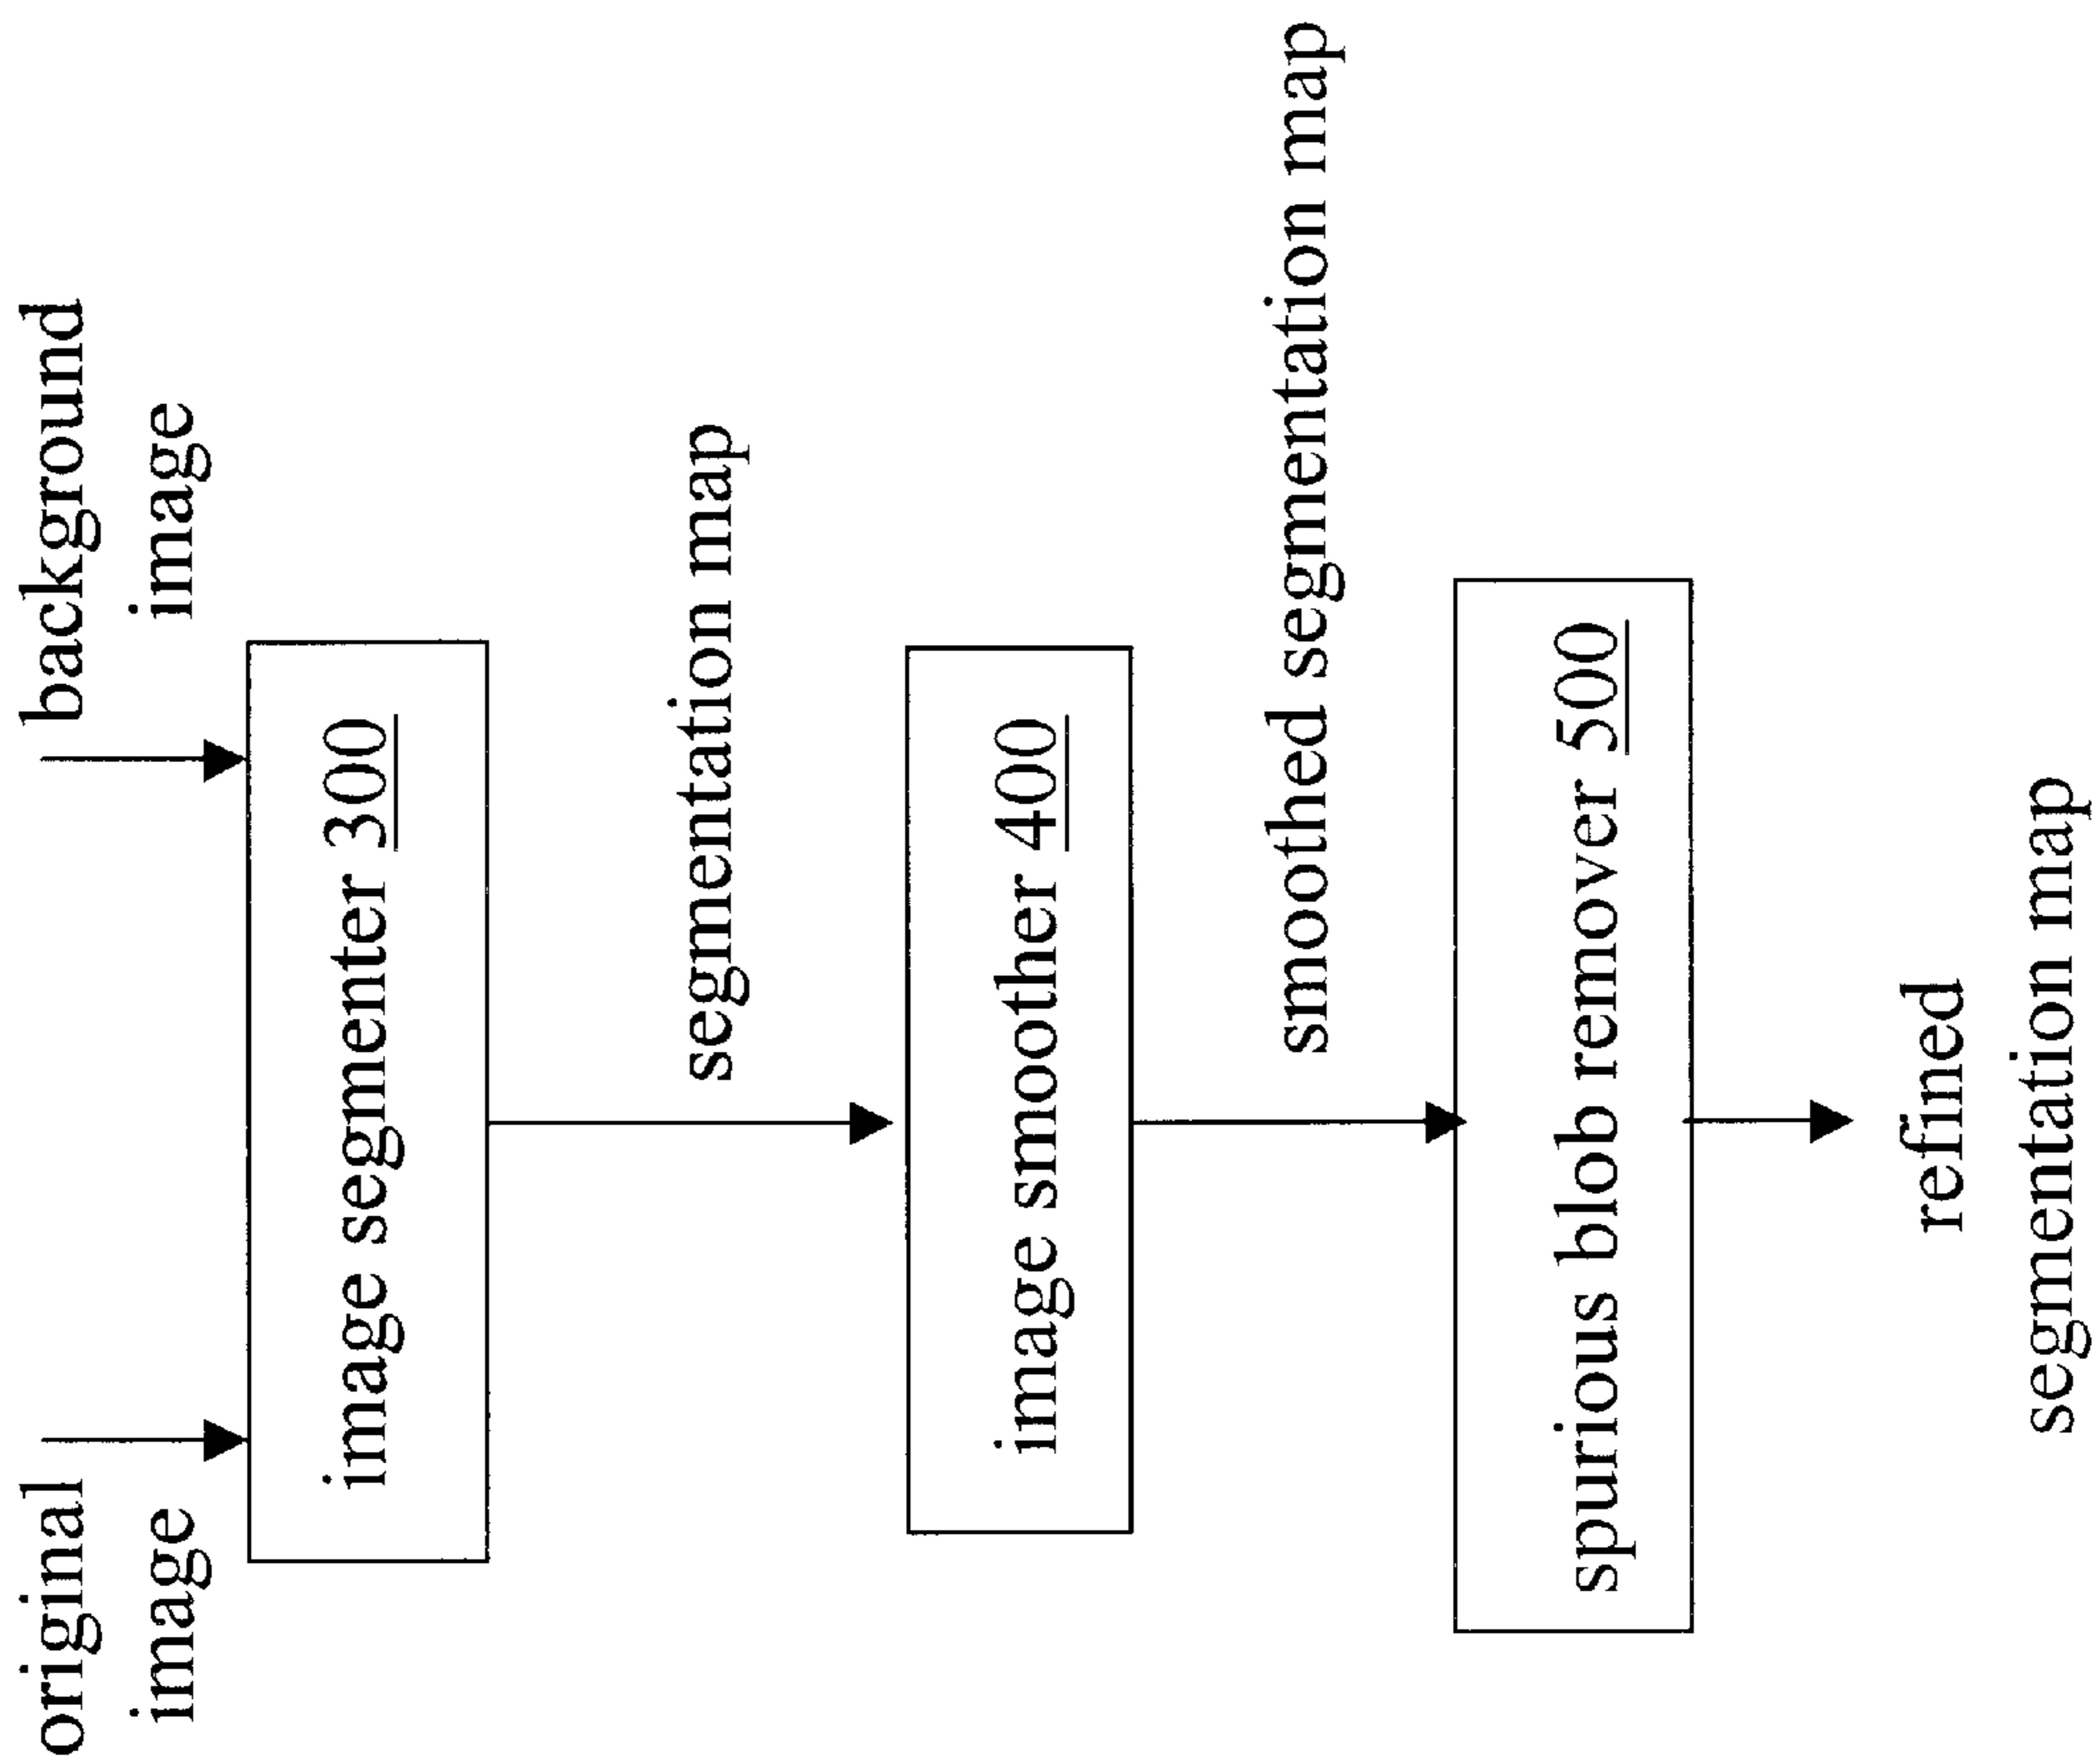 original
image
background
image
image segmenter 300
segmentation map
image smoother 400
smoothed segmentation map
spurious blob remover 500
refined
segmentation map